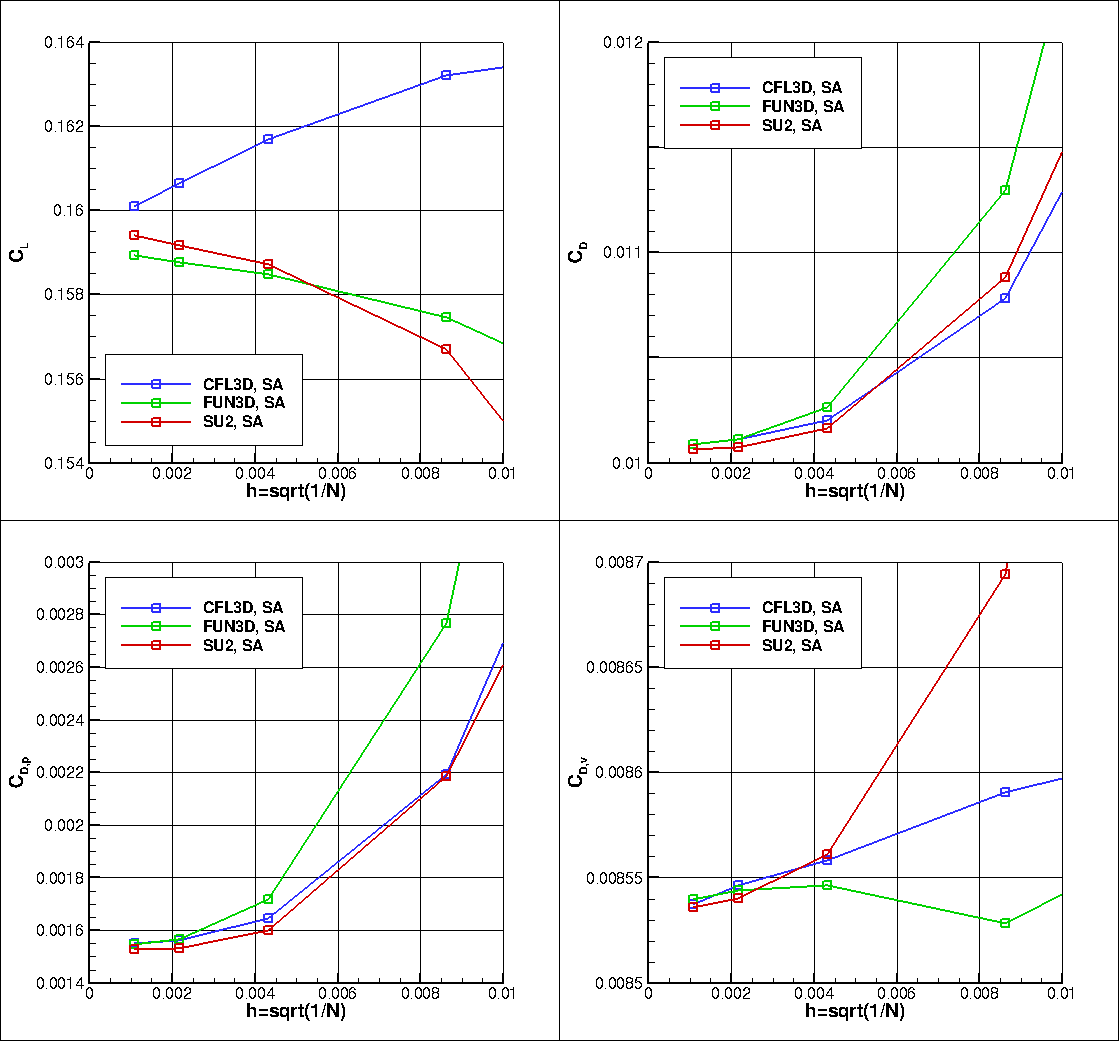 0.164
0.162
0.16
0.158
0.156
0.154
C_L
CFL3D, SA
FUN3D, SA
SU2, SA
0 0.002 0.004 0.006 0.008 0.01
h=sqrt(1/N)
0.012
0.011
0.01
C_D
CFL3D, SA
FUN3D, SA
SU2, SA
0 0.002 0.004 0.006 0.008 0.01
h=sqrt(1/N)
0.003
0.0028
0.0026
0.0024
0.0022
0.002
0.0018
0.0016
0.0014
C_D,p
CFL3D, SA
FUN3D, SA
SU2, SA
0 0.002 0.004 0.006 0.008 0.01
h=sqrt(1/N)
0.0087
0.00865
0.0086
0.00855
0.0085
C_D,v
CFL3D, SA
FUN3D, SA
SU2, SA
0 0.002 0.004 0.006 0.008 0.01
h=sqrt(1/N)